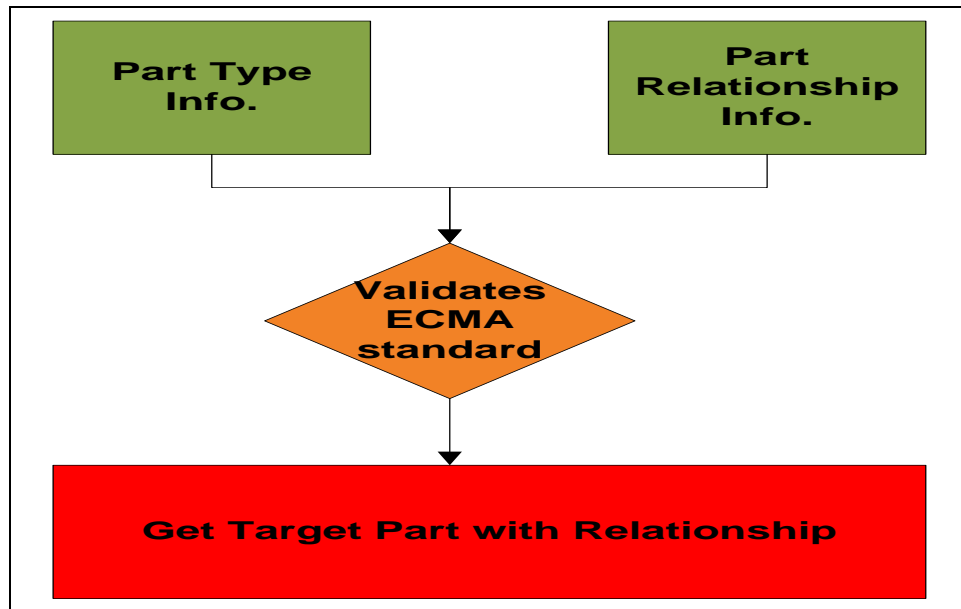 Part Type
Info.
Part
Relationship
Info.
Validates
ECMA
standard
Get Target Part with Relationship